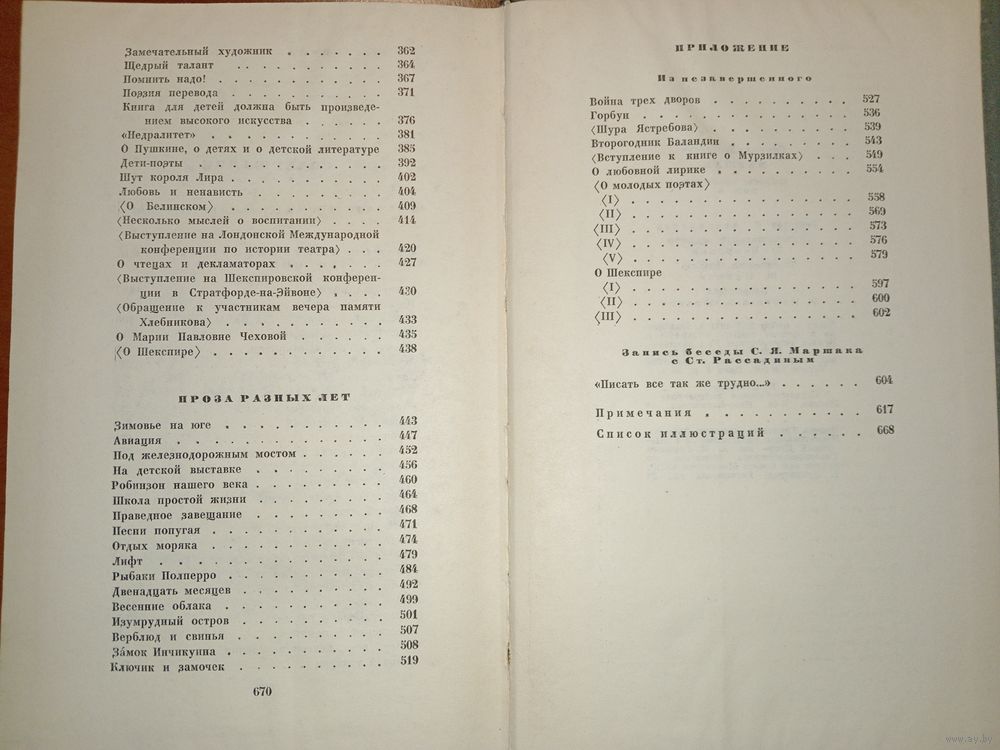 Замечательный художник . . . . . . . 362
Щедрый талант . . . . . . . . . . 364
Помнить надо! . . . . . . . . . . . 367
Поэзия перевода . . . . . . . . . . 371
Книга для детей должна быть произведе-
нием высокого искусства . . . . . . 376
«Недралитет» . . . . . . . . . . . 381
О Пушкине, о детях и о детской литературе 385
Дети-поэты . . . . . . . . . . . . 392
Шут короля Лира . . . . . . . . . . 402
Любовь и ненависть . . . . . . . . . 404
〈О Белинском〉 . . . . . . . . . . 409
〈Несколько мыслей о воспитании〉 . . . . 414
〈Выступление на Лондонской Международной
конференции по истории театра〉 . . . 420
О чтецах и декламаторах . . . . . . . 427
〈Выступление на Шекспировской конферен-
ции в Стратфорде-на-Эйвоне〉 . . . . 430
〈Обращение к участникам вечера памяти
Хлебникова〉 . . . . . . . . . . 433
О Марии Павловне Чеховой . . . . . . 435
〈О Шекспире〉 . . . . . . . . . . . 438
ПРОЗА РАЗНЫХ ЛЕТ
Зимовье на юге . . . . . . . . . . 443
Авиация . . . . . . . . . . . . . 447
Под железнодорожным мостом . . . . . 452
На детской выставке . . . . . . . . 456
Робинзон нашего века . . . . . . . . 460
Школа простой жизни . . . . . . . . 464
Праведное завещание . . . . . . . . 468
Песни попугая . . . . . . . . . . . 471
Отдых моряка . . . . . . . . . . . 474
Лифт . . . . . . . . . . . . . . 479
Рыбаки Полперро . . . . . . . . . . 484
Двенадцать месяцев . . . . . . . . . 492
Весенние облака . . . . . . . . . . 499
Изумрудный остров . . . . . . . . . 501
Верблюд и свинья . . . . . . . . . 507
За́мок Инчикуина . . . . . . . . . . 508
Ключик и замочек . . . . . . . . . 519
670
ПРИЛОЖЕНИЕ
Из незавершенного
Война трех дворов . . . . . . . . . 527
Горбун . . . . . . . . . . . . . 536
〈Шура Ястребова〉 . . . . . . . . . 539
Второгодник Баландин . . . . . . . . 543
〈Вступление к книге о Мурзилках〉 . . . 549
О любовной лирике . . . . . . . . . 554
〈О молодых поэтах〉
〈I〉 . . . . . . . . . . . . . . 558
〈II〉 . . . . . . . . . . . . . . 569
〈III〉 . . . . . . . . . . . . . . 573
〈IV〉 . . . . . . . . . . . . . . 576
〈V〉 . . . . . . . . . . . . . . 579
О Шекспире
〈I〉 . . . . . . . . . . . . . . 597
〈II〉 . . . . . . . . . . . . . . 600
〈III〉 . . . . . . . . . . . . . . 602
Запись беседы С. Я. Маршака
с Ст. Рассадиным
«Писать все так же трудно...» . . . . . . 604
Примечания . . . . . . . . . . . 617
Список иллюстраций . . . . . . 668
www.ay.by